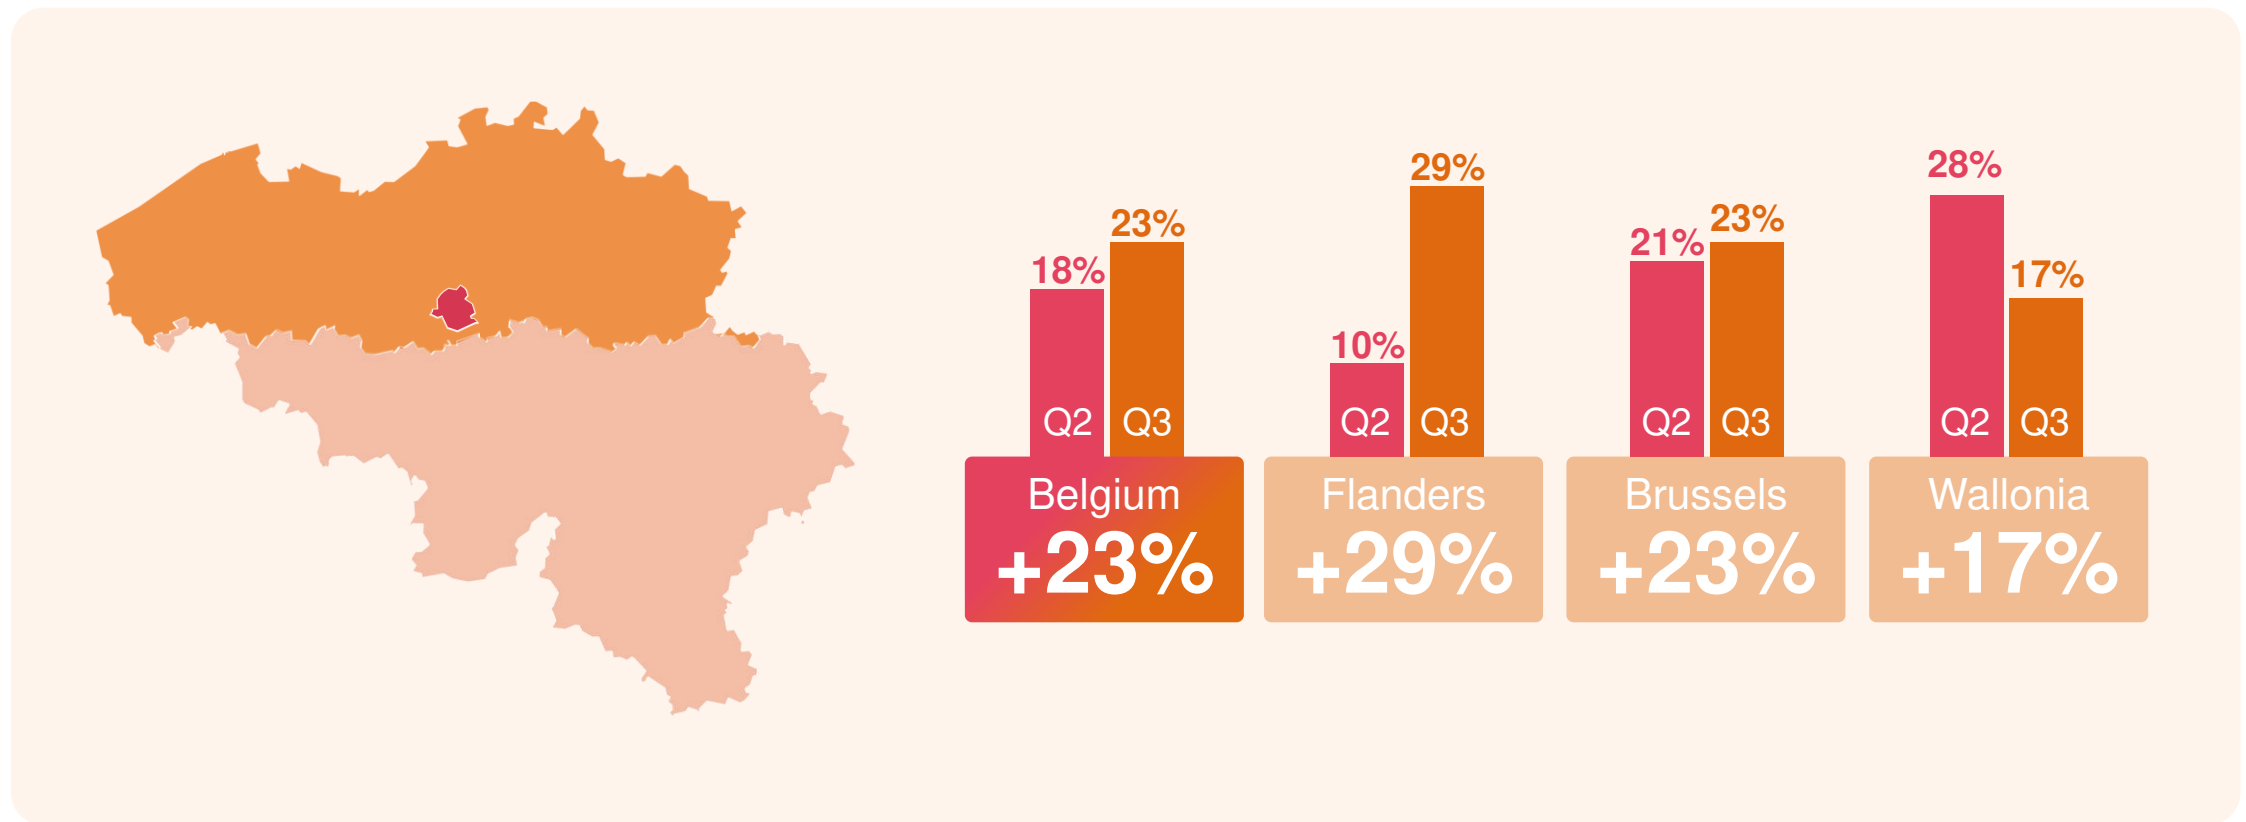 18%
23%
Q2
Q3
Belgium
+23%
10%
29%
Q2
Q3
Flanders
+29%
21%
23%
Q2
Q3
Brussels
+23%
28%
17%
Q2
Q3
Wallonia
+17%